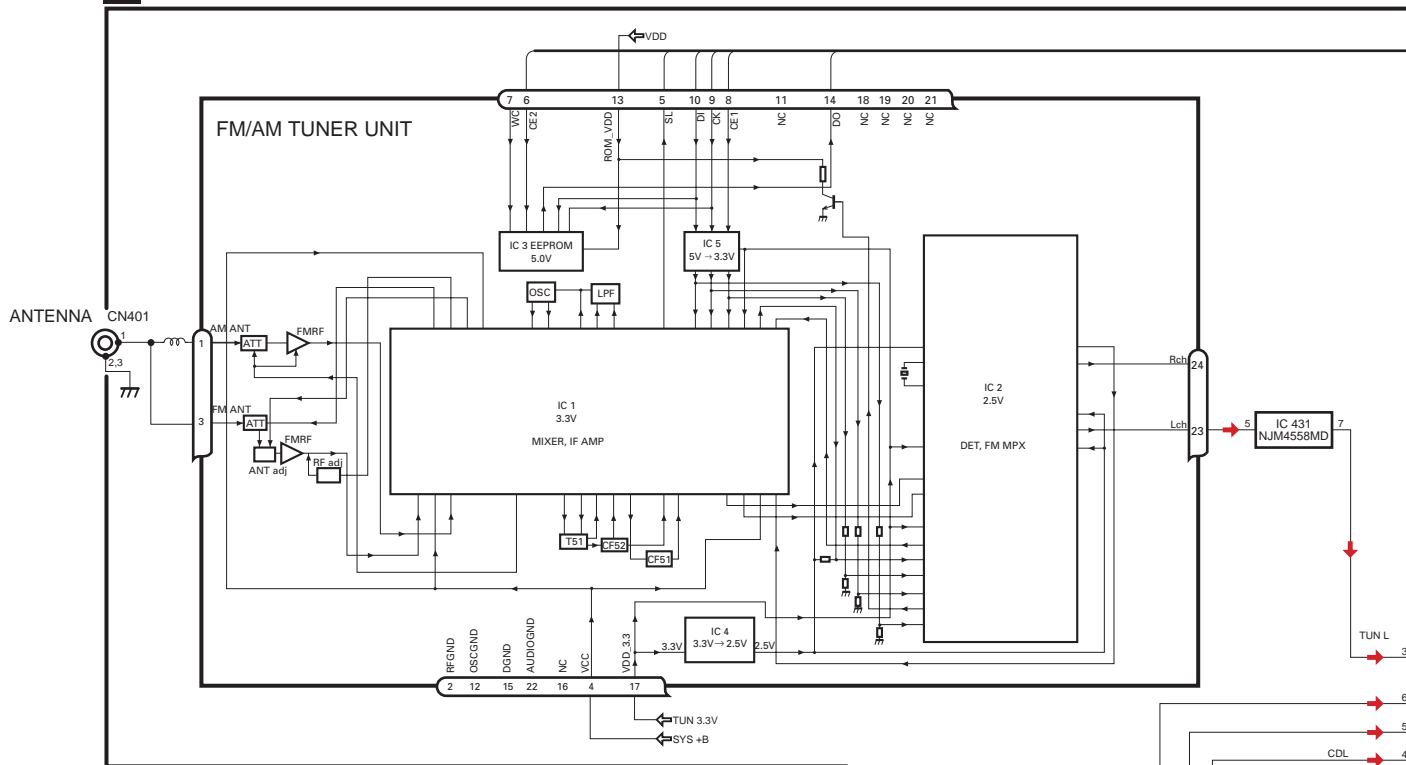 VDD
7 6 13 5 10 9 8 11 14 18 19 20 21
WC
CE2
ROM_VDD
SL
DI
CK
CE1
NC
DO
NC
NC
NC
NC
FM/AM TUNER UNIT
IC 3 EEPROM
5.0V
IC 5
5V → 3.3V
OSC
LPF
ANTENNA
CN401
1
2,3
1
AM ANT
ATT
FMRF
3
FM ANT
ATT
FMRF
ANT adj
RF adj
IC 1
3.3V
MIXER, IF AMP
IC 2
2.5V
DET, FM MPX
Rch
24
Lch
23
5
IC 431
NJM4558MD
7
T51
CF52
CF51
IC 4
3.3V→2.5V
3.3V
2.5V
RFGND
OSCGND
DGND
AUDIOGND
NC
VCC
VDD_3.3
2 12 15 22 16 4 17
TUN 3.3V
SYS +B
TUN L
3
6
5
CDL
4